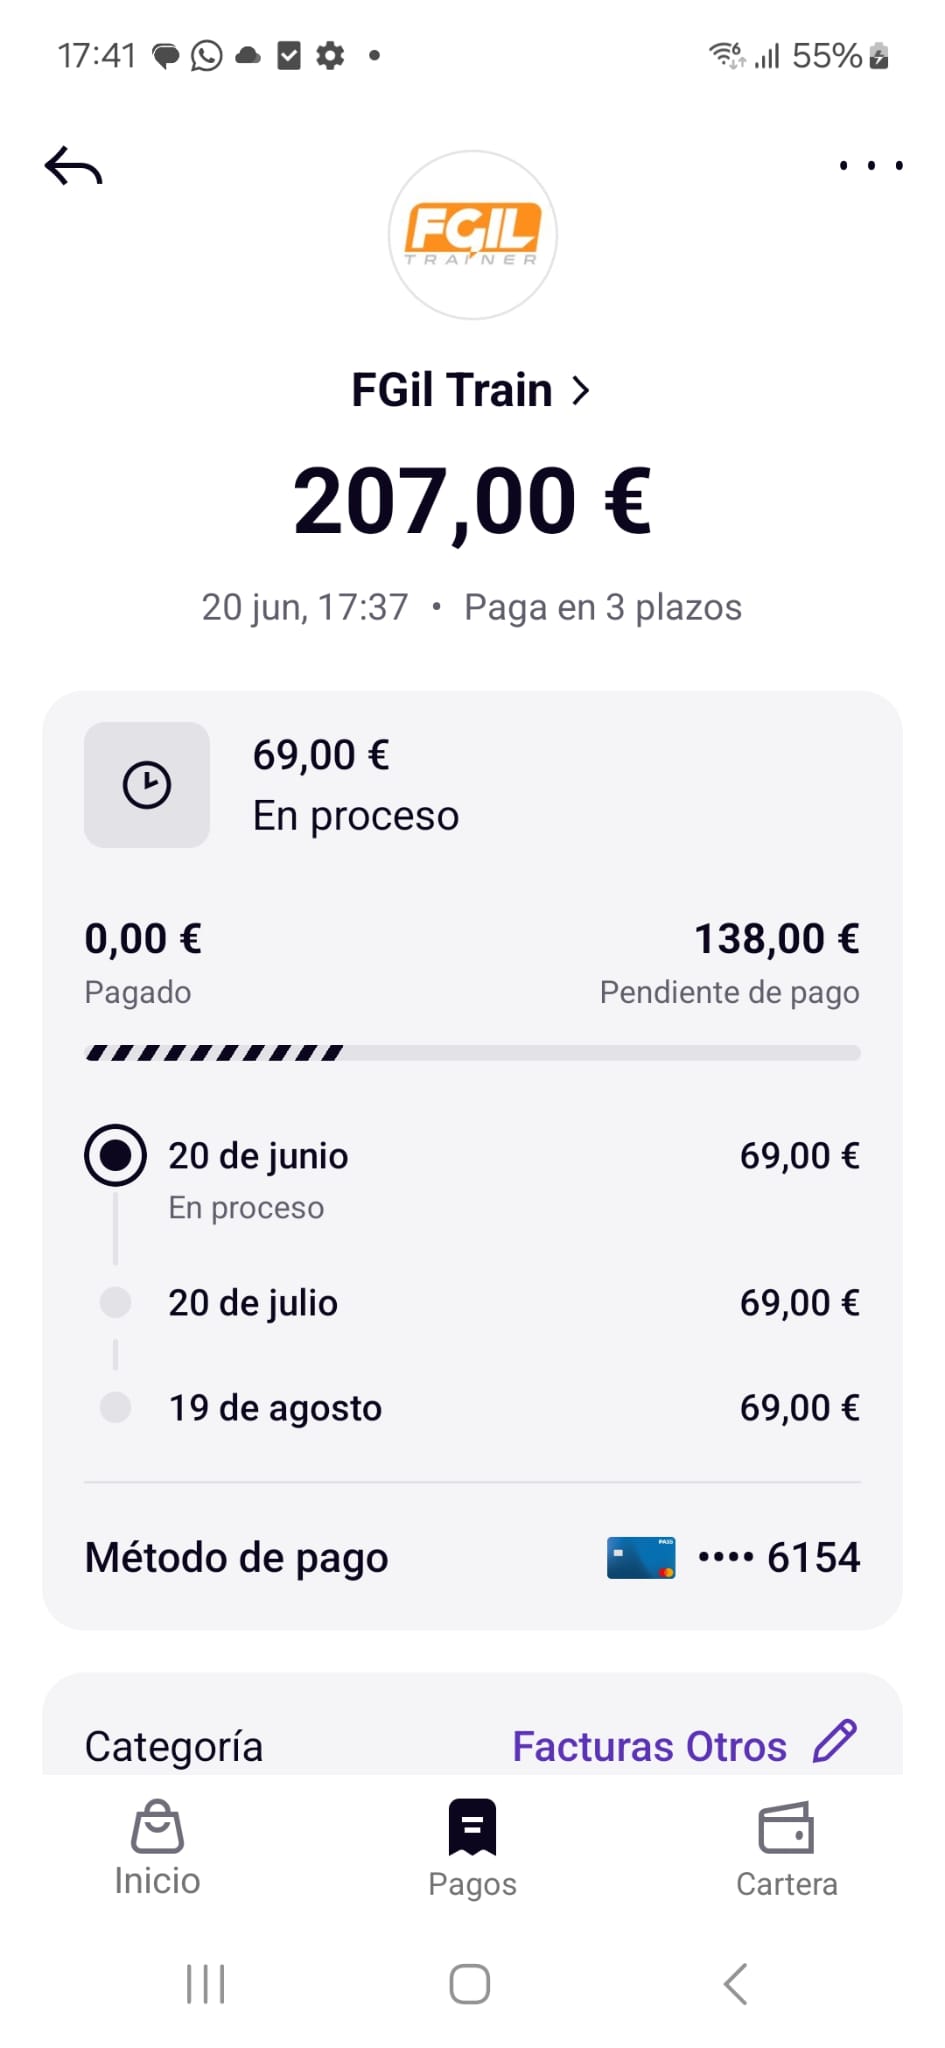 17:41
55%
FGIL
TRAINER
FGil Train
207,00 €
20 jun, 17:37 • Paga en 3 plazos
69,00 €
En proceso
0,00 €
138,00 €
Pagado
Pendiente de pago
20 de junio
69,00 €
En proceso
20 de julio
69,00 €
19 de agosto
69,00 €
Método de pago
PASS
•••• 6154
Categoría
Facturas Otros
Inicio
Pagos
Cartera